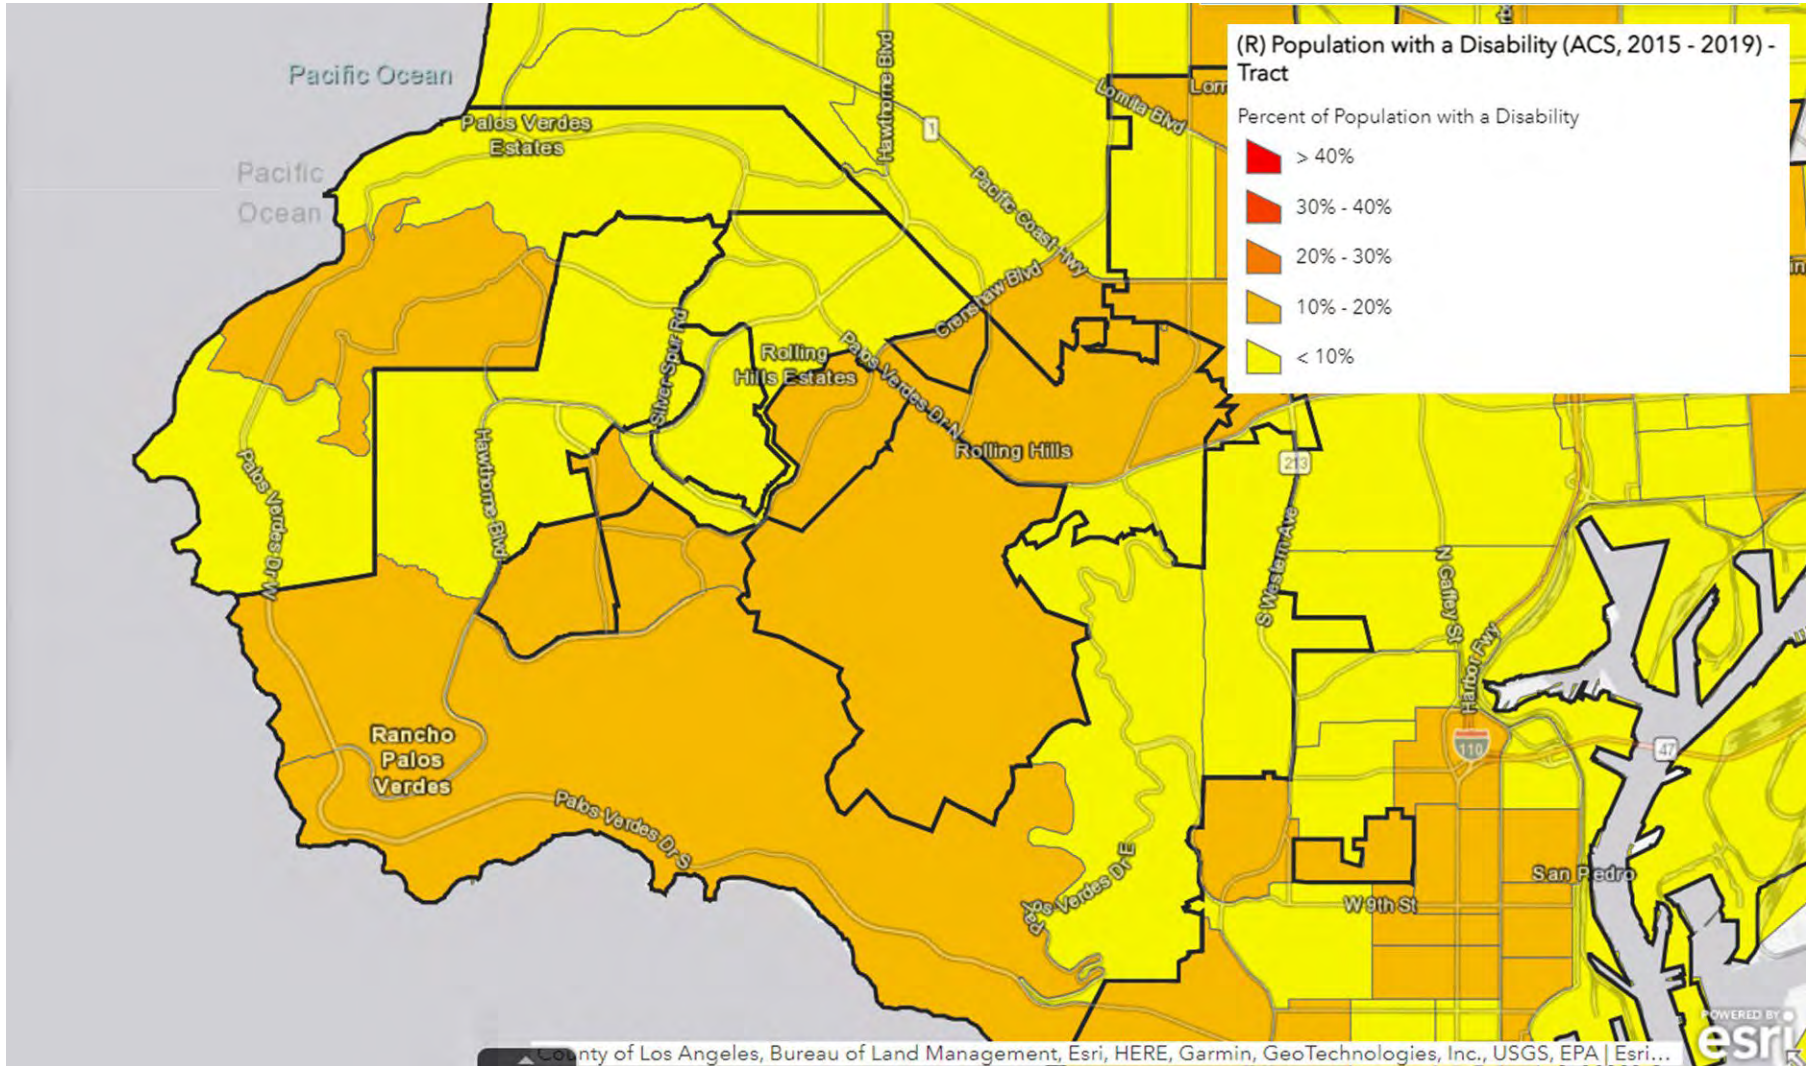 (R) Population with a Disability (ACS, 2015 - 2019) -
Tract
Percent of Population with a Disability
> 40%
30% - 40%
20% - 30%
10% - 20%
< 10%
Pacific Ocean
Hawthorne Blvd
Lomita Blvd
Palos Verdes
Estates
1
Pacific
Ocean
Pacific Coast Hwy
Crenshaw Blvd
Silver Spur Rd
Rolling
Hills Estates
Palos Verdes Dr N
Rolling Hills
213
Palos Verdes Dr W
Hawthorne Blvd
S Western Ave
N Gaffey St
Harbor Fwy
Rancho
Palos
Verdes
110
47
Palos Verdes Dr S
Palos Verdes Dr E
San Pedro
W 9th St
POWERED BY
esri
County of Los Angeles, Bureau of Land Management, Esri, HERE, Garmin, GeoTechnologies, Inc., USGS, EPA | Esri...